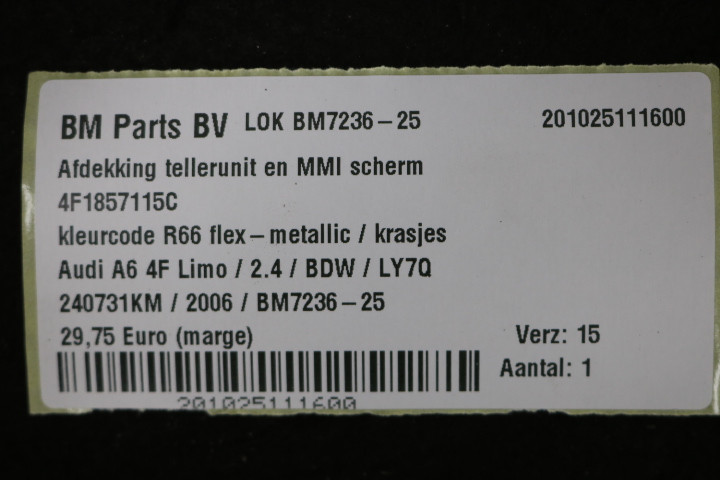 BM Parts BV LOK BM7236-25 201025111600
Afdekking tellerunit en MMI scherm
4F1857115C
kleurcode R66 flex-metallic / krasjes
Audi A6 4F Limo / 2.4 / BDW / LY7Q
240731KM / 2006 / BM7236-25
29,75 Euro (marge) Verz: 15
Aantal: 1
201025111600